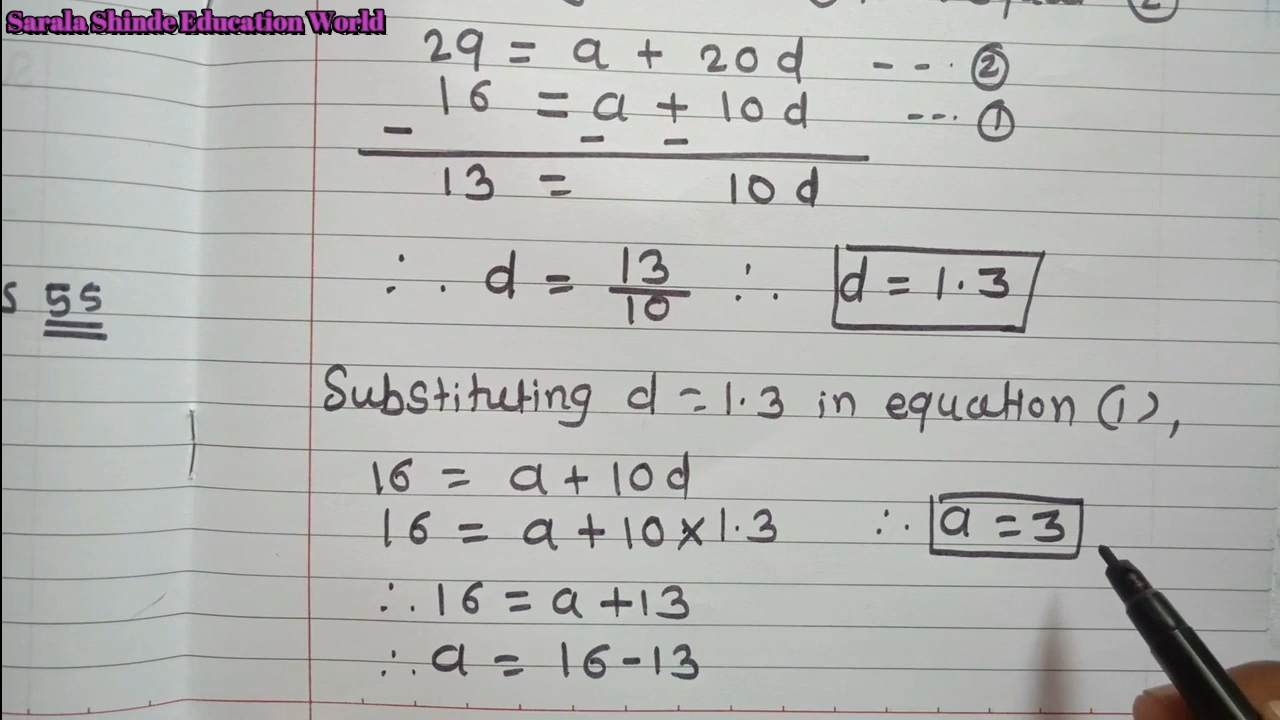 Sarala Shinde Education World
29 = a + 20d --- ②
16 = a + 10d --- ①
- - -
13 = 10d
∴ d = 13/10 ∴ d = 1.3
s 55
Substituting d = 1.3 in equation (1),
16 = a + 10d
16 = a + 10 × 1.3 ∴ a = 3
∴ 16 = a + 13
∴ a = 16 - 13